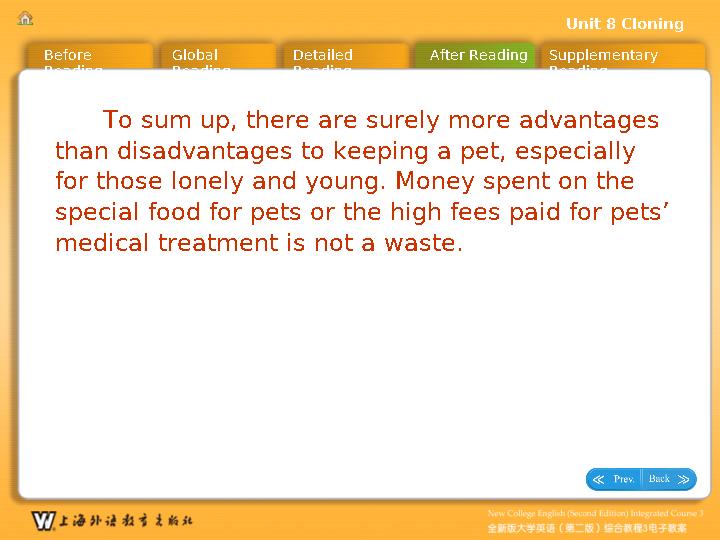 Unit 8 Cloning
Before Reading
Global Reading
Detailed Reading
After Reading
Supplementary Reading
To sum up, there are surely more advantages
than disadvantages to keeping a pet, especially
for those lonely and young. Money spent on the
special food for pets or the high fees paid for pets’
medical treatment is not a waste.
Prev. Back
上海外语教育出版社
New College English (Second Edition) Integrated Course 3
全新版大学英语（第二版）综合教程3电子教案